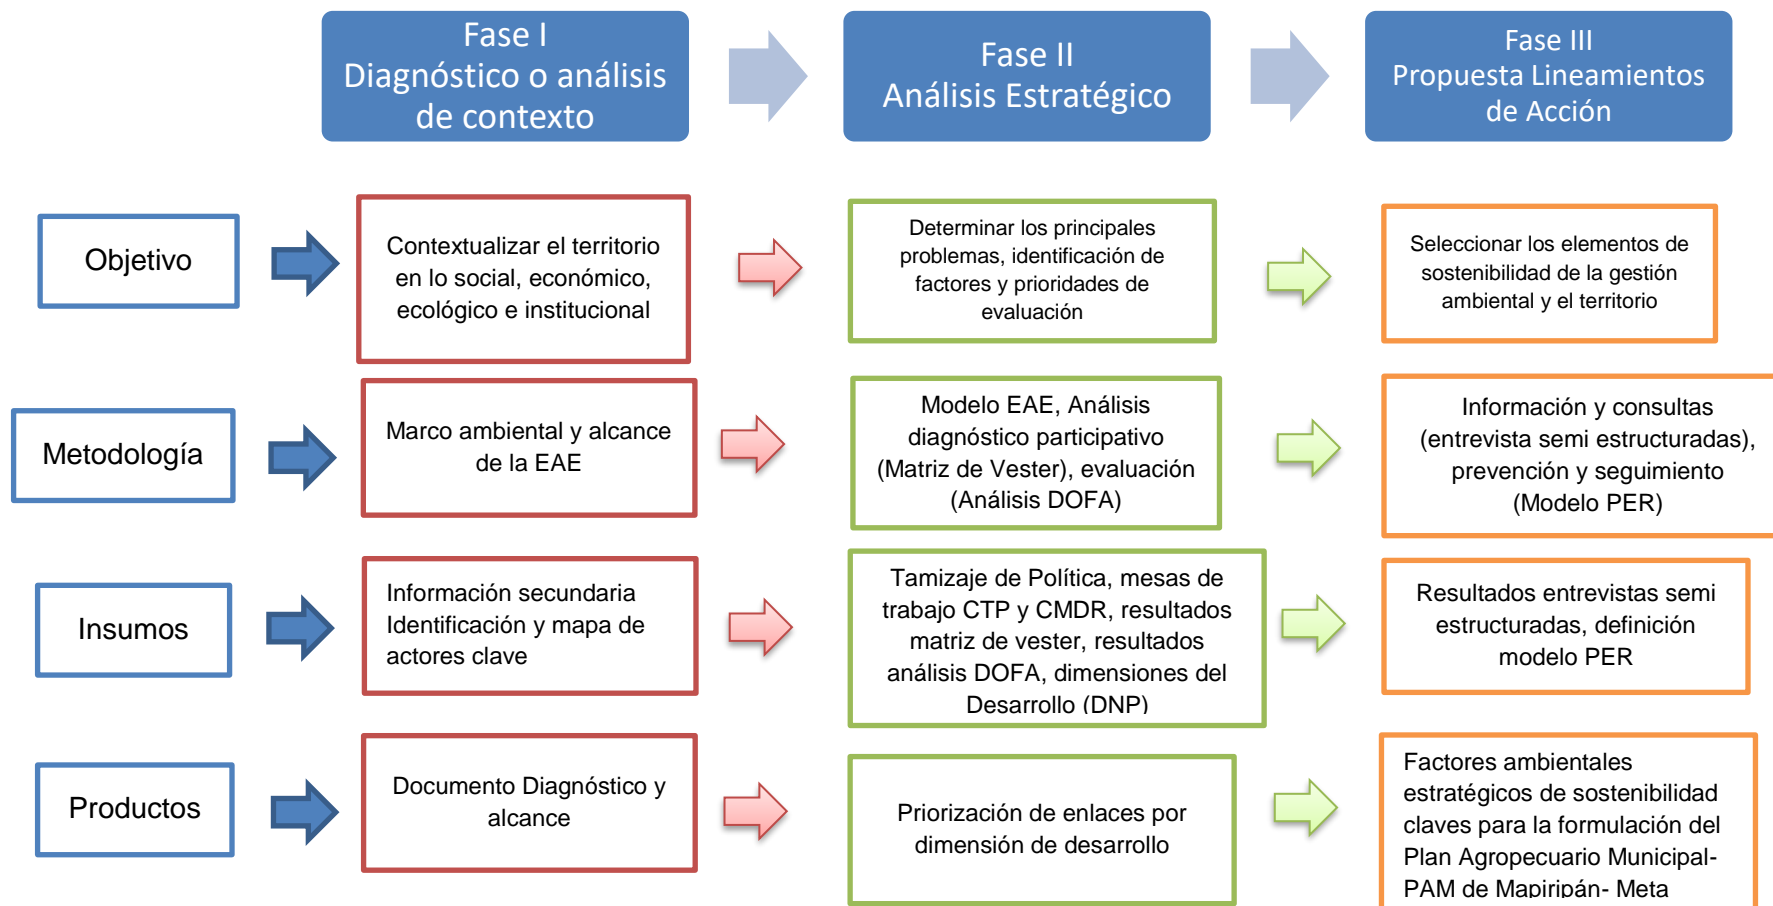 Fase I
Diagnóstico o análisis
de contexto
Fase II
Análisis Estratégico
Fase III
Propuesta Lineamientos
de Acción
Objetivo
Contextualizar el territorio
en lo social, económico,
ecológico e institucional
Determinar los principales
problemas, identificación de
factores y prioridades de
evaluación
Seleccionar los elementos de
sostenibilidad de la gestión
ambiental y el territorio
Metodología
Marco ambiental y alcance
de la EAE
Modelo EAE, Análisis
diagnóstico participativo
(Matriz de Vester), evaluación
(Análisis DOFA)
Información y consultas
(entrevista semi estructuradas),
prevención y seguimiento
(Modelo PER)
Insumos
Información secundaria
Identificación y mapa de
actores clave
Tamizaje de Política, mesas de
trabajo CTP y CMDR, resultados
matriz de vester, resultados
análisis DOFA, dimensiones del
Desarrollo (DNP)
Resultados entrevistas semi
estructuradas, definición
modelo PER
Productos
Documento Diagnóstico y
alcance
Priorización de enlaces por
dimensión de desarrollo
Factores ambientales
estratégicos de sostenibilidad
claves para la formulación del
Plan Agropecuario Municipal-
PAM de Mapiripán- Meta